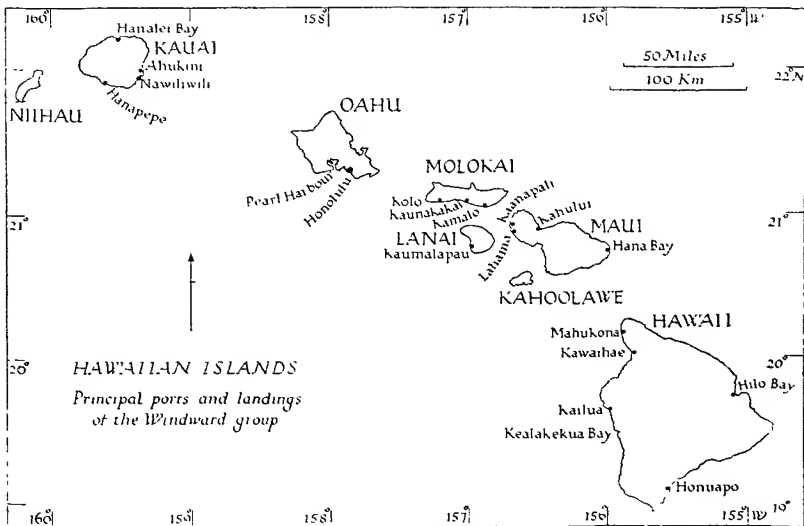 160°
158°
157°
156°
155° W
Hanalei Bay
KAUAI
Ahukini
Nawiliwili
Hanapepe
NIIHAU
50 Miles
100 Km
22°N
OAHU
Pearl Harbour
Honolulu
MOLOKAI
Kolo
Kaunakakai
Kamalo
Kaanapali
Kahului
MAUI
Hana Bay
21°
21°
LANAI
Kaumalapau
Lahaina
KAHOOLAWE
HAWAII
Mahukona
Kawaihae
20°
20°
HAWAIIAN ISLANDS
Principal ports and landings
of the Windward group
Hilo Bay
Kailua
Kealakekua Bay
Honuapo
160°
159°
158°
157°
156°
155° W
19°